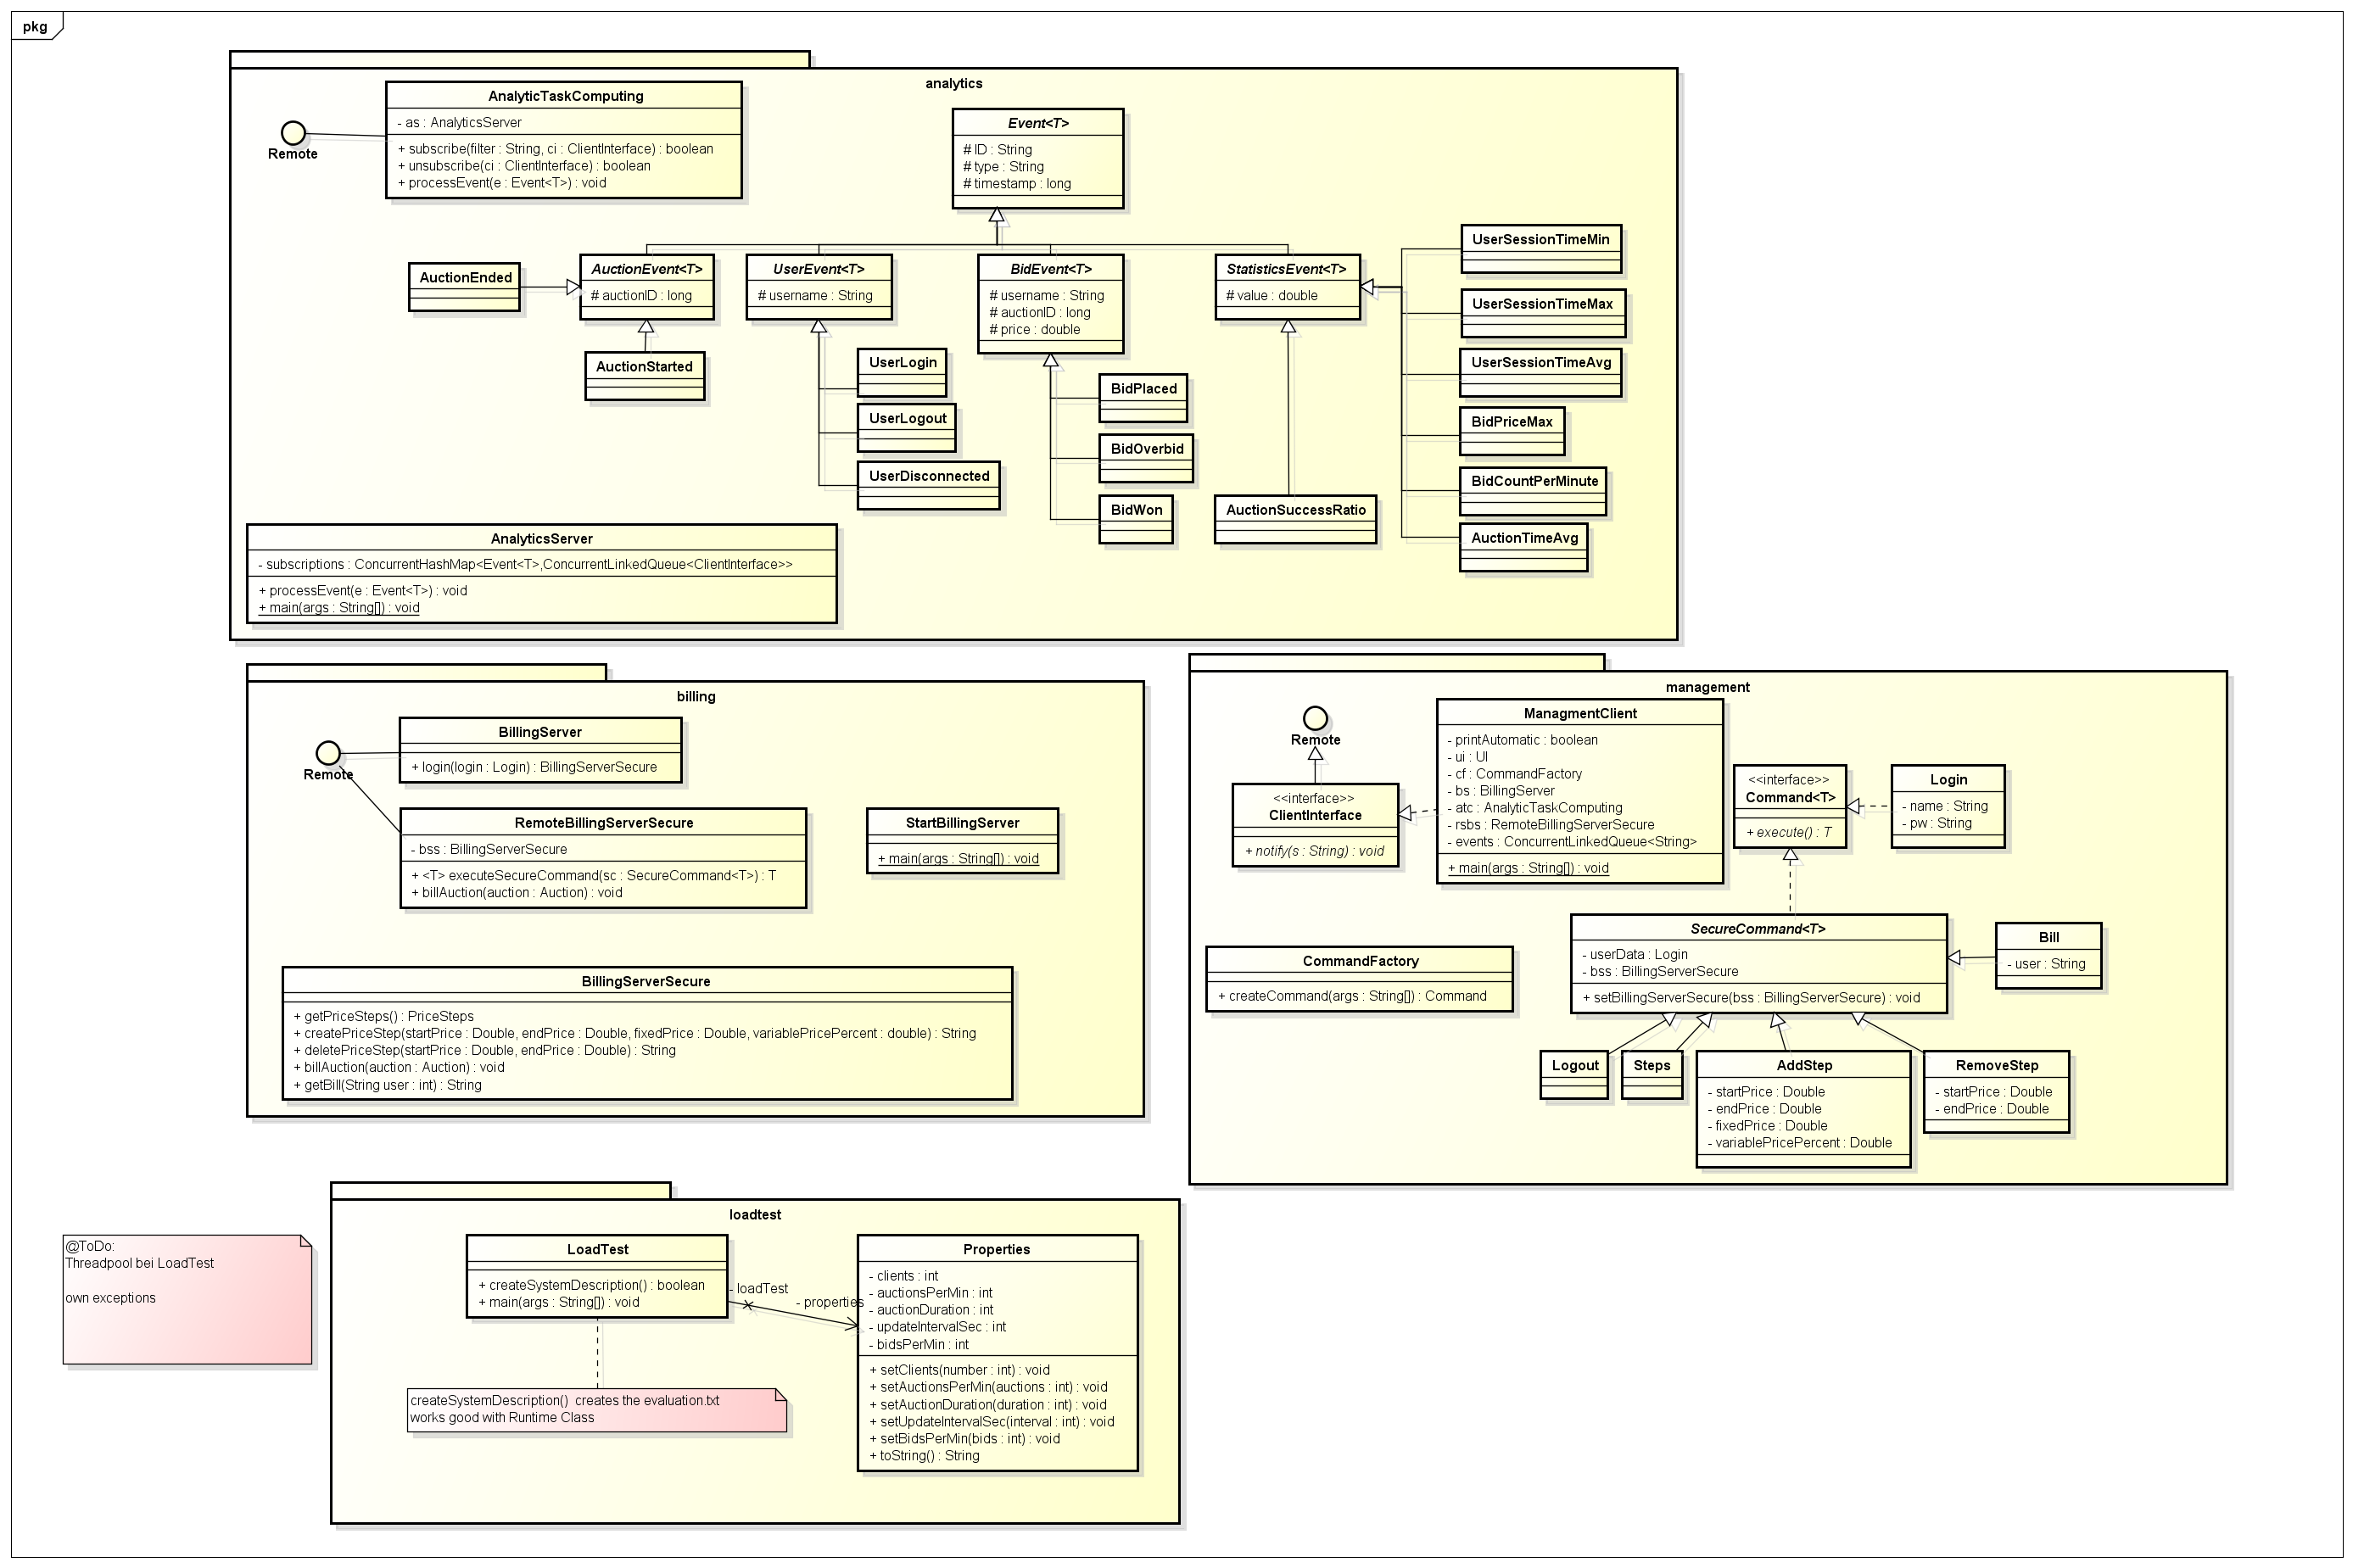 pkg
analytics
AnalyticTaskComputing
- as : AnalyticsServer
+ subscribe(filter : String, ci : ClientInterface) : boolean
+ unsubscribe(ci : ClientInterface) : boolean
+ processEvent(e : Event<T>) : void
Remote
Event<T>
# ID : String
# type : String
# timestamp : long
AuctionEnded
AuctionEvent<T>
# auctionID : long
AuctionStarted
UserEvent<T>
# username : String
UserLogin
UserLogout
UserDisconnected
BidEvent<T>
# username : String
# auctionID : long
# price : double
BidPlaced
BidOverbid
BidWon
StatisticsEvent<T>
# value : double
AuctionSuccessRatio
UserSessionTimeMin
UserSessionTimeMax
UserSessionTimeAvg
BidPriceMax
BidCountPerMinute
AuctionTimeAvg
AnalyticsServer
- subscriptions : ConcurrentHashMap<Event<T>,ConcurrentLinkedQueue<ClientInterface>>
+ processEvent(e : Event<T>) : void
+ main(args : String[]) : void
billing
Remote
BillingServer
+ login(login : Login) : BillingServerSecure
RemoteBillingServerSecure
- bss : BillingServerSecure
+ <T> executeSecureCommand(sc : SecureCommand<T>) : T
+ billAuction(auction : Auction) : void
StartBillingServer
+ main(args : String[]) : void
BillingServerSecure
+ getPriceSteps() : PriceSteps
+ createPriceStep(startPrice : Double, endPrice : Double, fixedPrice : Double, variablePricePercent : double) : String
+ deletePriceStep(startPrice : Double, endPrice : Double) : String
+ billAuction(auction : Auction) : void
+ getBill(String user : int) : String
management
Remote
<<interface>>
ClientInterface
+ notify(s : String) : void
ManagmentClient
- printAutomatic : boolean
- ui : UI
- cf : CommandFactory
- bs : BillingServer
- atc : AnalyticTaskComputing
- rsbs : RemoteBillingServerSecure
- events : ConcurrentLinkedQueue<String>
+ main(args : String[]) : void
<<interface>>
Command<T>
+ execute() : T
Login
- name : String
- pw : String
CommandFactory
+ createCommand(args : String[]) : Command
SecureCommand<T>
- userData : Login
- bss : BillingServerSecure
+ setBillingServerSecure(bss : BillingServerSecure) : void
Bill
- user : String
Logout
Steps
AddStep
- startPrice : Double
- endPrice : Double
- fixedPrice : Double
- variablePricePercent : Double
RemoveStep
- startPrice : Double
- endPrice : Double
loadtest
LoadTest
+ createSystemDescription() : boolean
+ main(args : String[]) : void
- loadTest
- properties
Properties
- clients : int
- auctionsPerMin : int
- auctionDuration : int
- updateIntervalSec : int
- bidsPerMin : int
+ setClients(number : int) : void
+ setAuctionsPerMin(auctions : int) : void
+ setAuctionDuration(duration : int) : void
+ setUpdateIntervalSec(interval : int) : void
+ setBidsPerMin(bids : int) : void
+ toString() : String
createSystemDescription()  creates the evaluation.txt
works good with Runtime Class
@ToDo:
Threadpool bei LoadTest
own exceptions